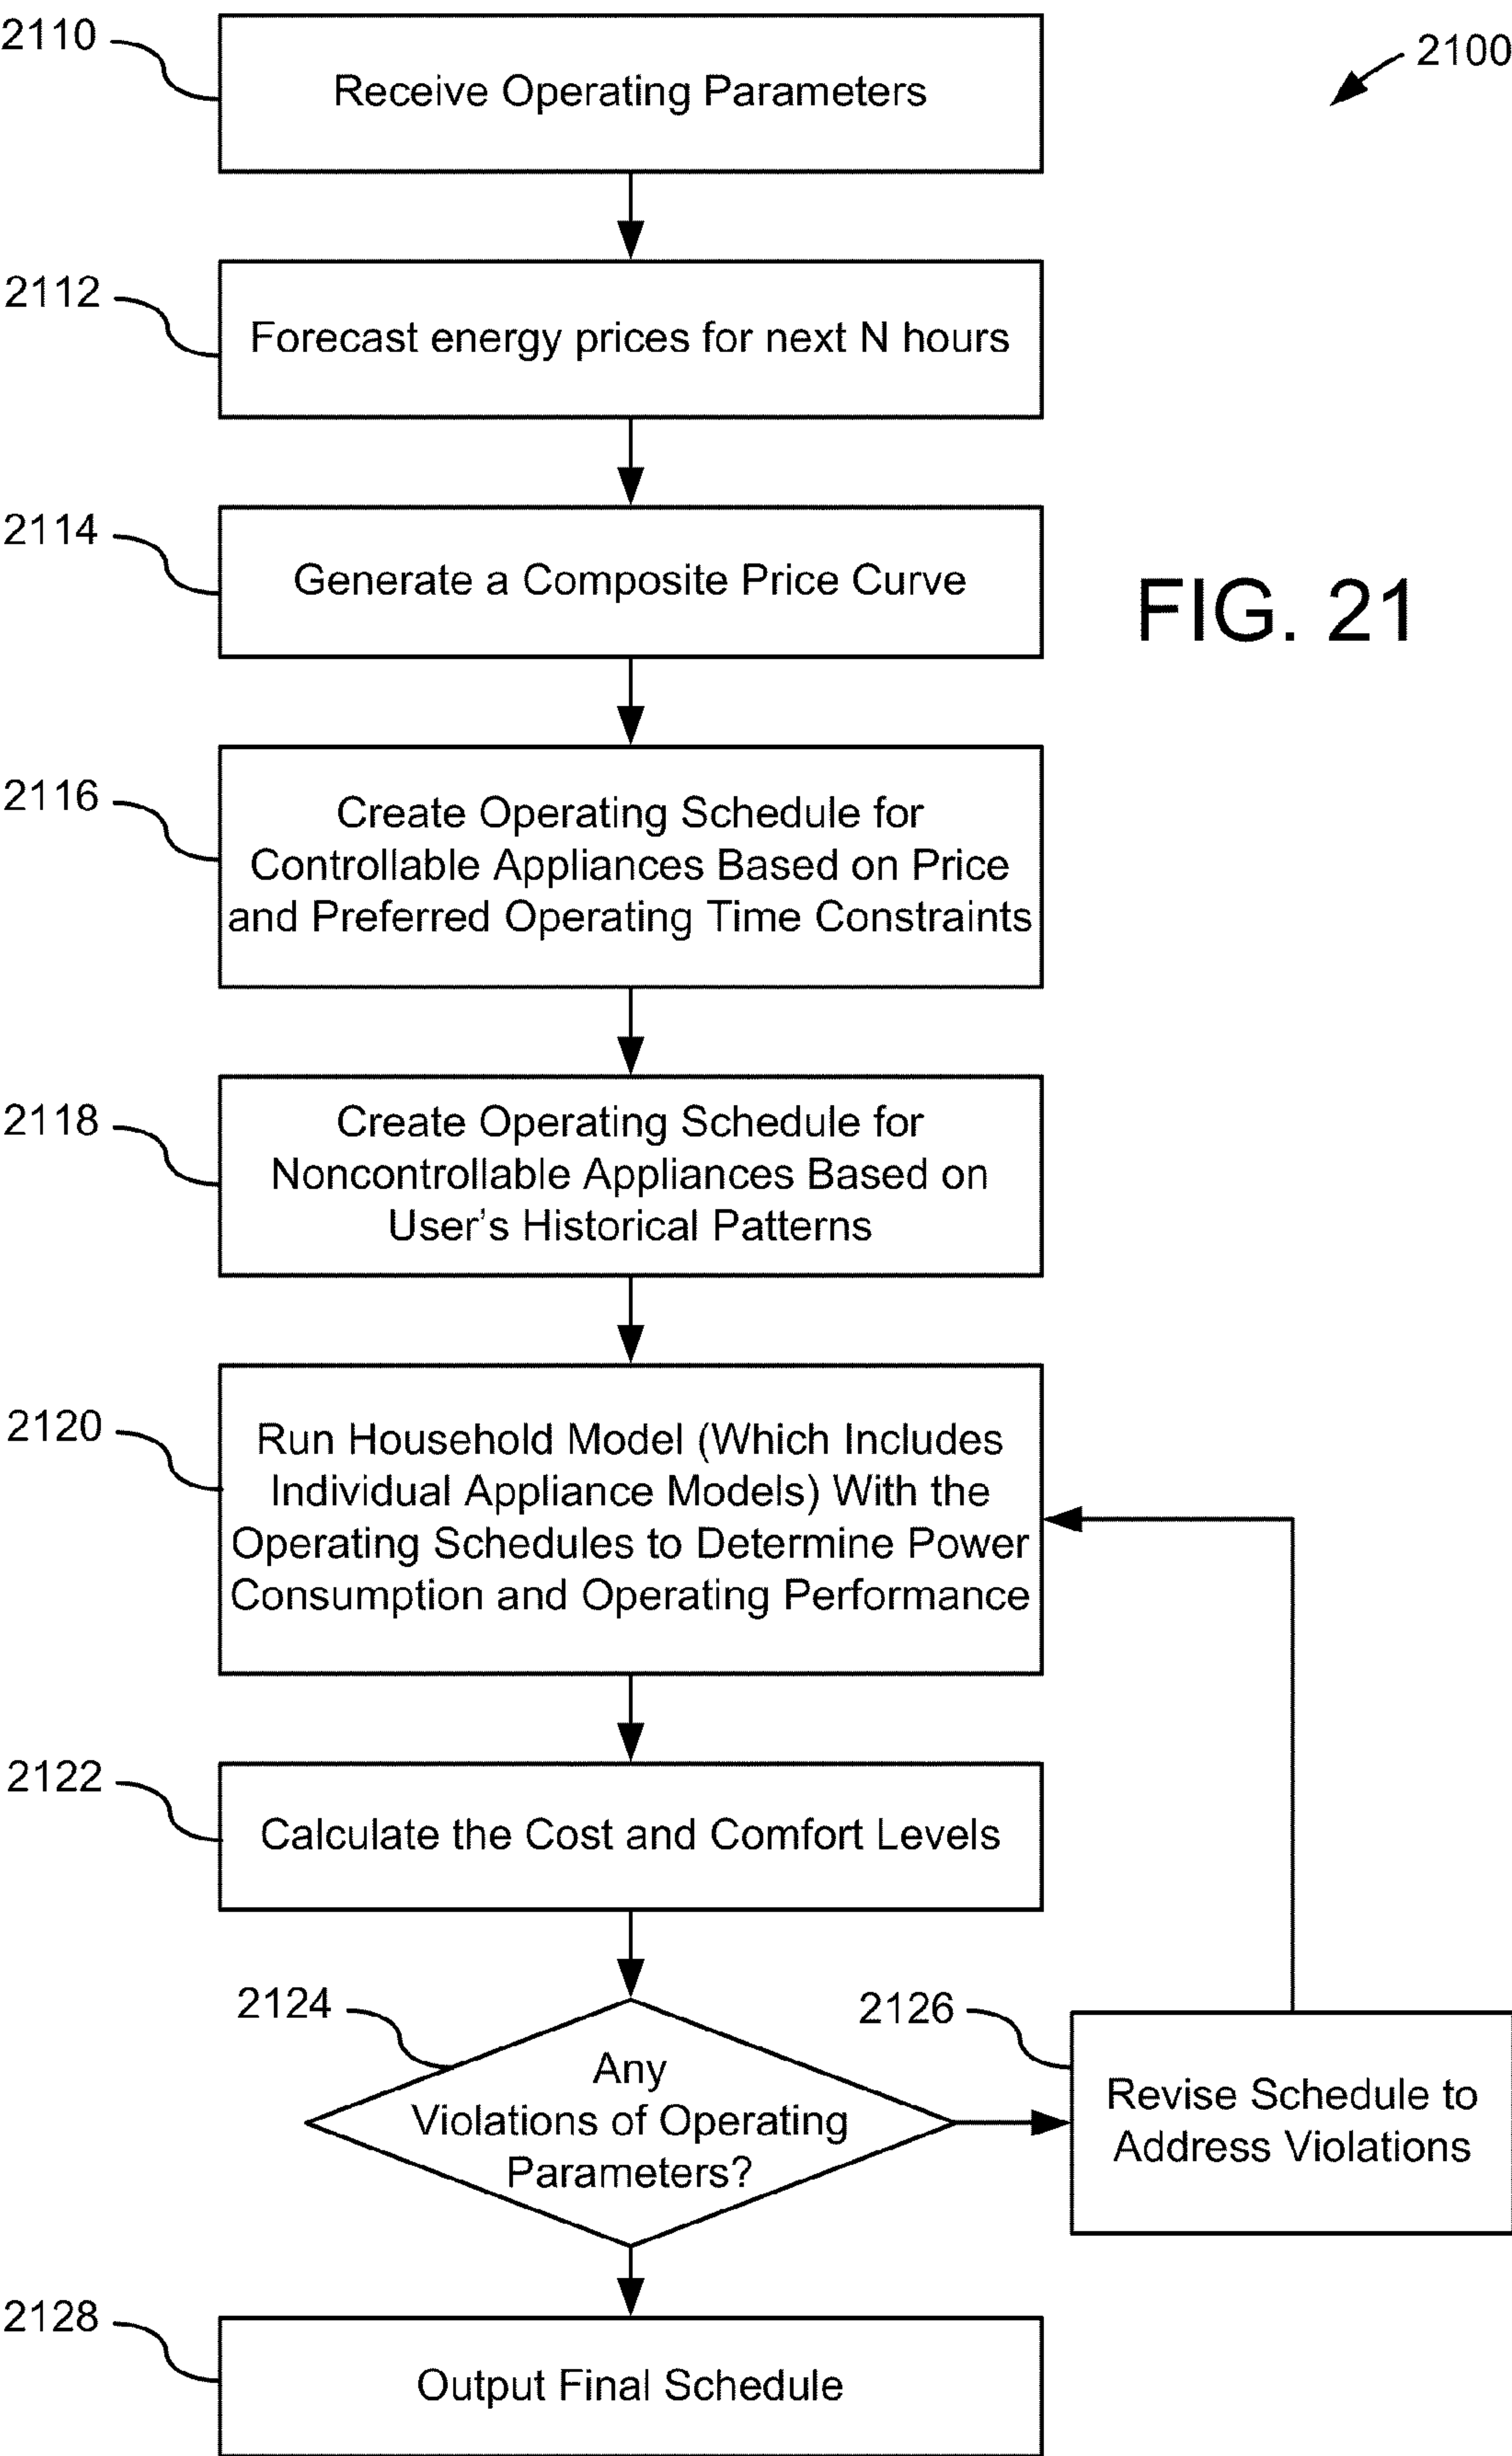 2110
Receive Operating Parameters
2100
2112
Forecast energy prices for next N hours
2114
Generate a Composite Price Curve
FIG. 21
2116
Create Operating Schedule for
Controllable Appliances Based on Price
and Preferred Operating Time Constraints
2118
Create Operating Schedule for
Noncontrollable Appliances Based on
User’s Historical Patterns
2120
Run Household Model (Which Includes
Individual Appliance Models) With the
Operating Schedules to Determine Power
Consumption and Operating Performance
2122
Calculate the Cost and Comfort Levels
2124
Any
Violations of Operating
Parameters?
2126
Revise Schedule to
Address Violations
2128
Output Final Schedule